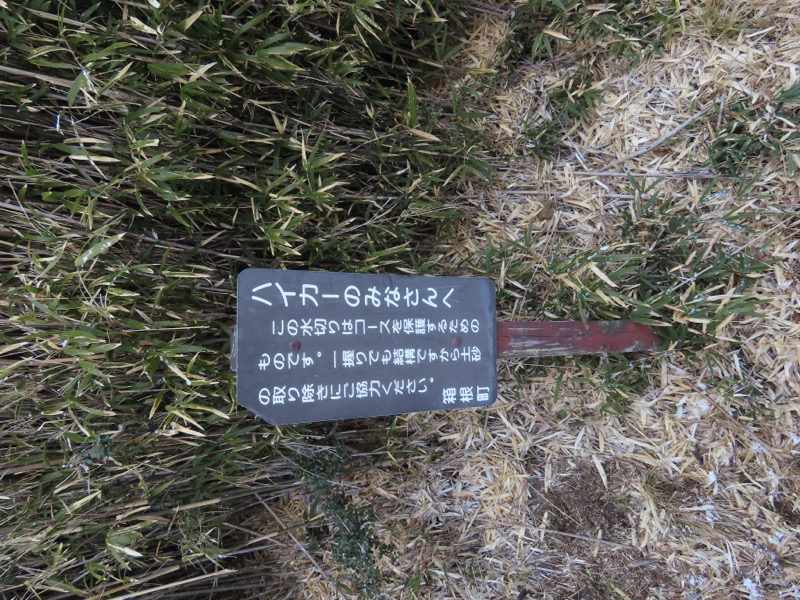 ハイカーのみなさんへ
この水切りはコースを保護するための
ものです。一握りでも結構ですから土砂
の取り除きにご協力ください。
箱根町